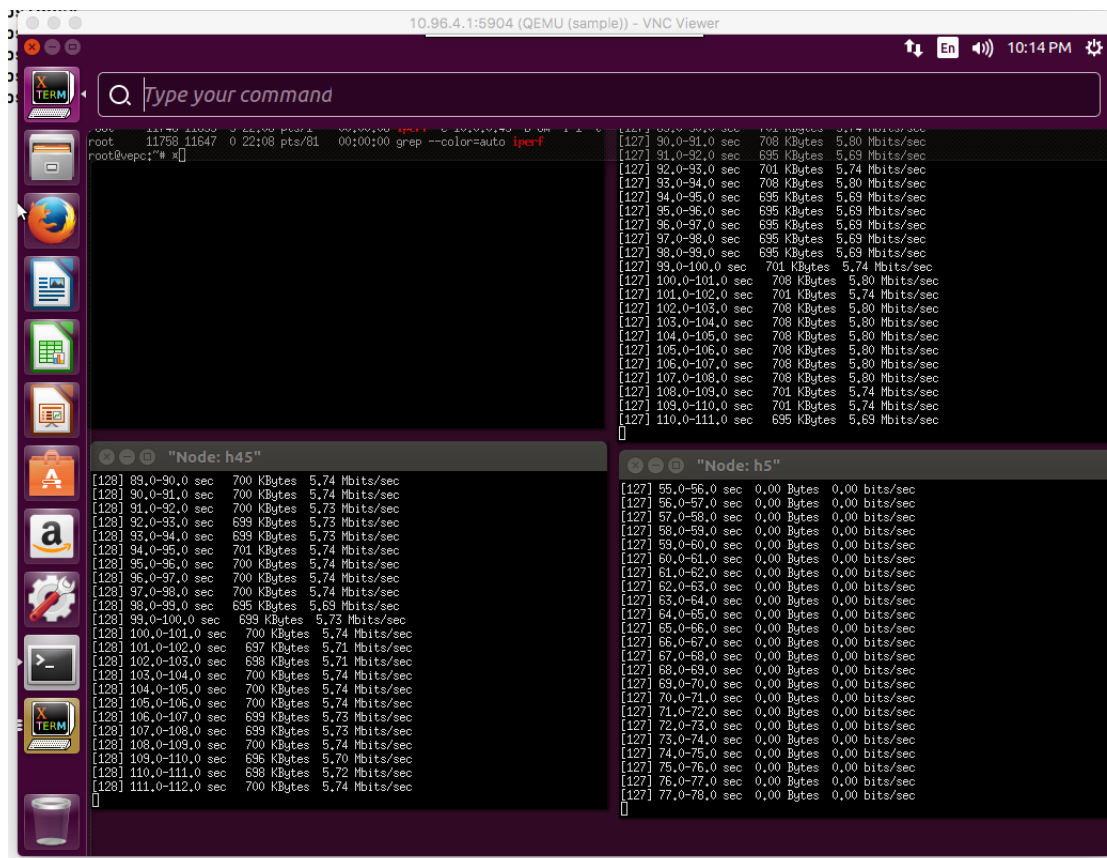 10.96.4.1:5904 (QEMU (sample)) - VNC Viewer
En 10:14 PM
X
TERM
Type your command
root 11758 11647 0 22:08 pts/81 00:00:00 grep --color=auto iperf
root@vepc:~# x
[127] 90.0-91.0 sec 708 KBytes 5.80 Mbits/sec
[127] 91.0-92.0 sec 695 KBytes 5.69 Mbits/sec
[127] 92.0-93.0 sec 701 KBytes 5.74 Mbits/sec
[127] 93.0-94.0 sec 708 KBytes 5.80 Mbits/sec
[127] 94.0-95.0 sec 695 KBytes 5.69 Mbits/sec
[127] 95.0-96.0 sec 695 KBytes 5.69 Mbits/sec
[127] 96.0-97.0 sec 695 KBytes 5.69 Mbits/sec
[127] 97.0-98.0 sec 695 KBytes 5.69 Mbits/sec
[127] 98.0-99.0 sec 695 KBytes 5.69 Mbits/sec
[127] 99.0-100.0 sec 701 KBytes 5.74 Mbits/sec
[127] 100.0-101.0 sec 708 KBytes 5.80 Mbits/sec
[127] 101.0-102.0 sec 701 KBytes 5.74 Mbits/sec
[127] 102.0-103.0 sec 708 KBytes 5.80 Mbits/sec
[127] 103.0-104.0 sec 708 KBytes 5.80 Mbits/sec
[127] 104.0-105.0 sec 708 KBytes 5.80 Mbits/sec
[127] 105.0-106.0 sec 708 KBytes 5.80 Mbits/sec
[127] 106.0-107.0 sec 708 KBytes 5.80 Mbits/sec
[127] 107.0-108.0 sec 708 KBytes 5.80 Mbits/sec
[127] 108.0-109.0 sec 701 KBytes 5.74 Mbits/sec
[127] 109.0-110.0 sec 701 KBytes 5.74 Mbits/sec
[127] 110.0-111.0 sec 695 KBytes 5.69 Mbits/sec
"Node: h45"
[128] 89.0-90.0 sec 700 KBytes 5.74 Mbits/sec
[128] 90.0-91.0 sec 700 KBytes 5.74 Mbits/sec
[128] 91.0-92.0 sec 700 KBytes 5.73 Mbits/sec
[128] 92.0-93.0 sec 699 KBytes 5.73 Mbits/sec
[128] 93.0-94.0 sec 699 KBytes 5.73 Mbits/sec
[128] 94.0-95.0 sec 701 KBytes 5.74 Mbits/sec
[128] 95.0-96.0 sec 700 KBytes 5.74 Mbits/sec
[128] 96.0-97.0 sec 700 KBytes 5.74 Mbits/sec
[128] 97.0-98.0 sec 700 KBytes 5.74 Mbits/sec
[128] 98.0-99.0 sec 695 KBytes 5.69 Mbits/sec
[128] 99.0-100.0 sec 699 KBytes 5.73 Mbits/sec
[128] 100.0-101.0 sec 700 KBytes 5.74 Mbits/sec
[128] 101.0-102.0 sec 697 KBytes 5.71 Mbits/sec
[128] 102.0-103.0 sec 698 KBytes 5.71 Mbits/sec
[128] 103.0-104.0 sec 700 KBytes 5.74 Mbits/sec
[128] 104.0-105.0 sec 700 KBytes 5.74 Mbits/sec
[128] 105.0-106.0 sec 700 KBytes 5.74 Mbits/sec
[128] 106.0-107.0 sec 699 KBytes 5.73 Mbits/sec
[128] 107.0-108.0 sec 699 KBytes 5.73 Mbits/sec
[128] 108.0-109.0 sec 700 KBytes 5.74 Mbits/sec
[128] 109.0-110.0 sec 696 KBytes 5.70 Mbits/sec
[128] 110.0-111.0 sec 698 KBytes 5.72 Mbits/sec
[128] 111.0-112.0 sec 700 KBytes 5.74 Mbits/sec
"Node: h5"
[127] 55.0-56.0 sec 0.00 Bytes 0.00 bits/sec
[127] 56.0-57.0 sec 0.00 Bytes 0.00 bits/sec
[127] 57.0-58.0 sec 0.00 Bytes 0.00 bits/sec
[127] 58.0-59.0 sec 0.00 Bytes 0.00 bits/sec
[127] 59.0-60.0 sec 0.00 Bytes 0.00 bits/sec
[127] 60.0-61.0 sec 0.00 Bytes 0.00 bits/sec
[127] 61.0-62.0 sec 0.00 Bytes 0.00 bits/sec
[127] 62.0-63.0 sec 0.00 Bytes 0.00 bits/sec
[127] 63.0-64.0 sec 0.00 Bytes 0.00 bits/sec
[127] 64.0-65.0 sec 0.00 Bytes 0.00 bits/sec
[127] 65.0-66.0 sec 0.00 Bytes 0.00 bits/sec
[127] 66.0-67.0 sec 0.00 Bytes 0.00 bits/sec
[127] 67.0-68.0 sec 0.00 Bytes 0.00 bits/sec
[127] 68.0-69.0 sec 0.00 Bytes 0.00 bits/sec
[127] 69.0-70.0 sec 0.00 Bytes 0.00 bits/sec
[127] 70.0-71.0 sec 0.00 Bytes 0.00 bits/sec
[127] 71.0-72.0 sec 0.00 Bytes 0.00 bits/sec
[127] 72.0-73.0 sec 0.00 Bytes 0.00 bits/sec
[127] 73.0-74.0 sec 0.00 Bytes 0.00 bits/sec
[127] 74.0-75.0 sec 0.00 Bytes 0.00 bits/sec
[127] 75.0-76.0 sec 0.00 Bytes 0.00 bits/sec
[127] 76.0-77.0 sec 0.00 Bytes 0.00 bits/sec
[127] 77.0-78.0 sec 0.00 Bytes 0.00 bits/sec
a
X
TERM